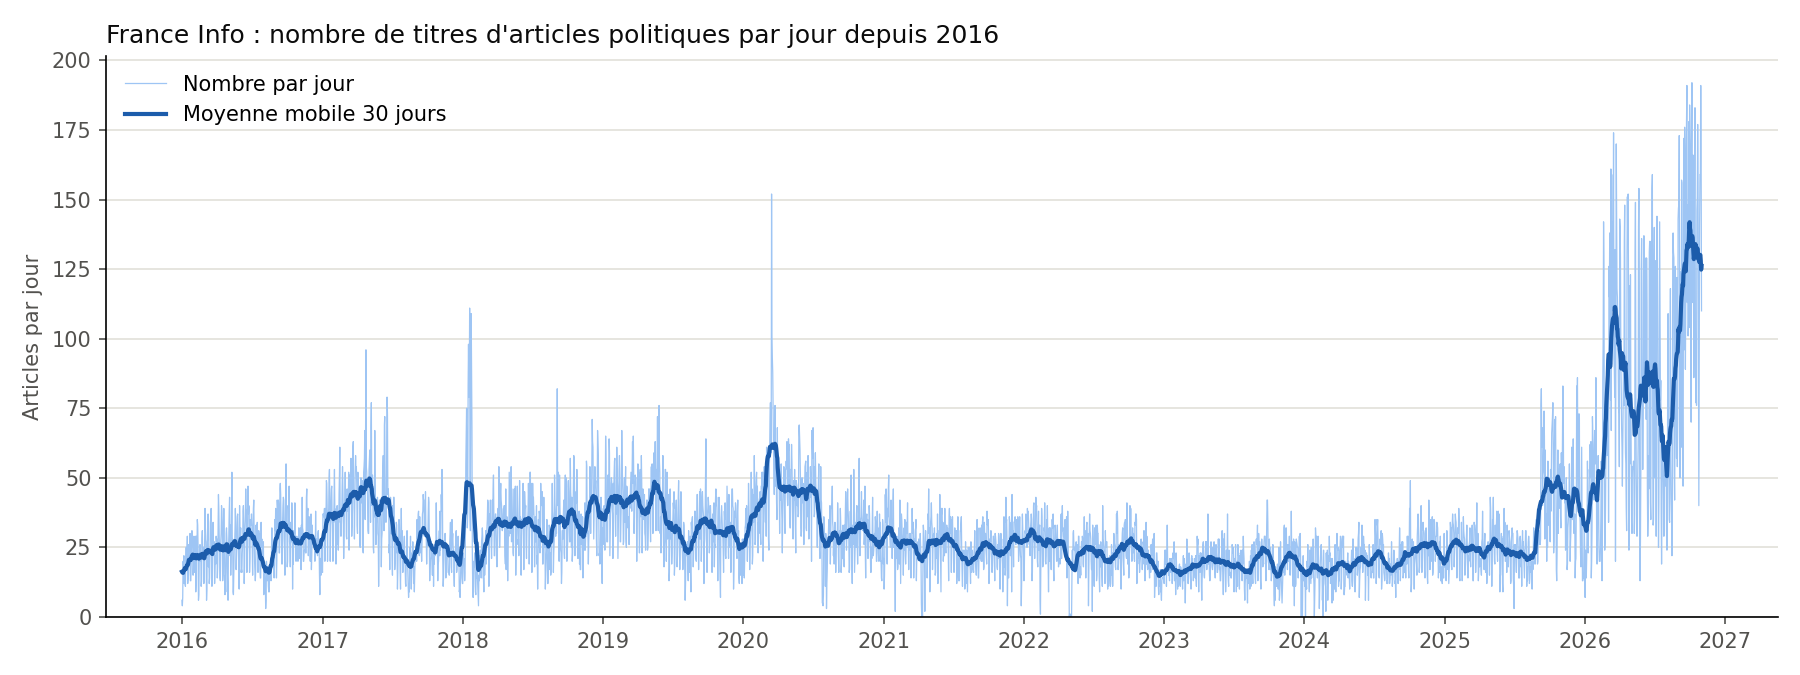 France Info : nombre de titres d'articles politiques par jour depuis 2016
Nombre par jour
Moyenne mobile 30 jours
Articles par jour
200
175
150
125
100
75
50
25
0
2016 2017 2018 2019 2020 2021 2022 2023 2024 2025 2026 2027